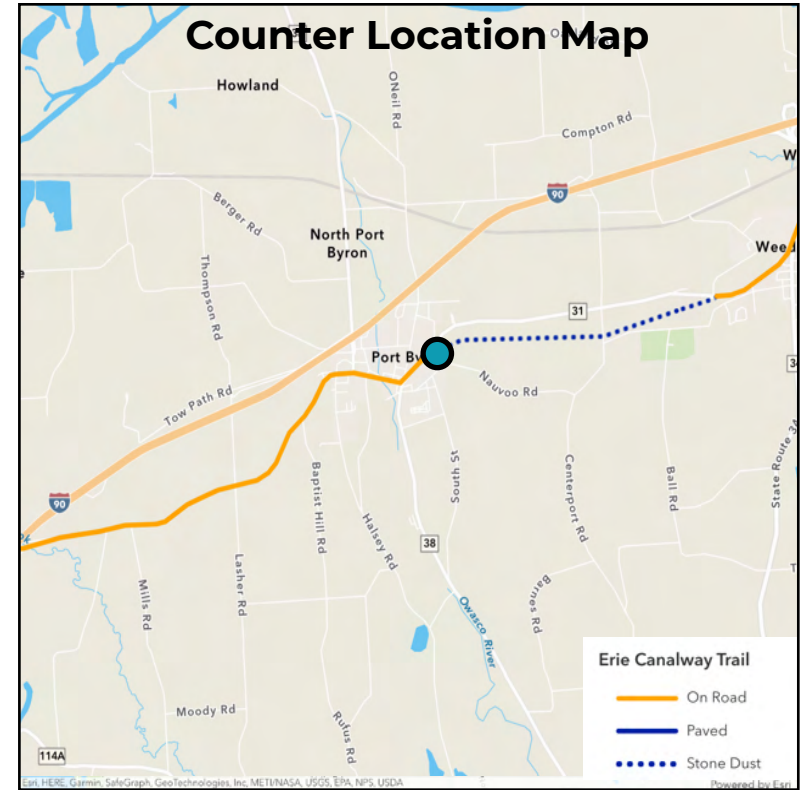 Counter Location Map
Howland
ONeil Rd
Compton Rd
W
90
Berger Rd
North Port
Byron
Weed
Thompson Rd
31
Port By
34
Nauvoo Rd
Tow Path Rd
State Route 34
South St
Baptist Hill Rd
Centerport Rd
Ball Rd
90
Halsey Rd
38
Lasher Rd
Mills Rd
Barnes Rd
T
Owasco River
Erie Canalway Trail
On Road
Moody Rd
Rufus Rd
Paved
114A
Stone Dust
Esri, HERE, Garmin, SafeGraph, GeoTechnologies, Inc, METI/NASA, USGS, EPA, NPS, USDA
Powered by Esri